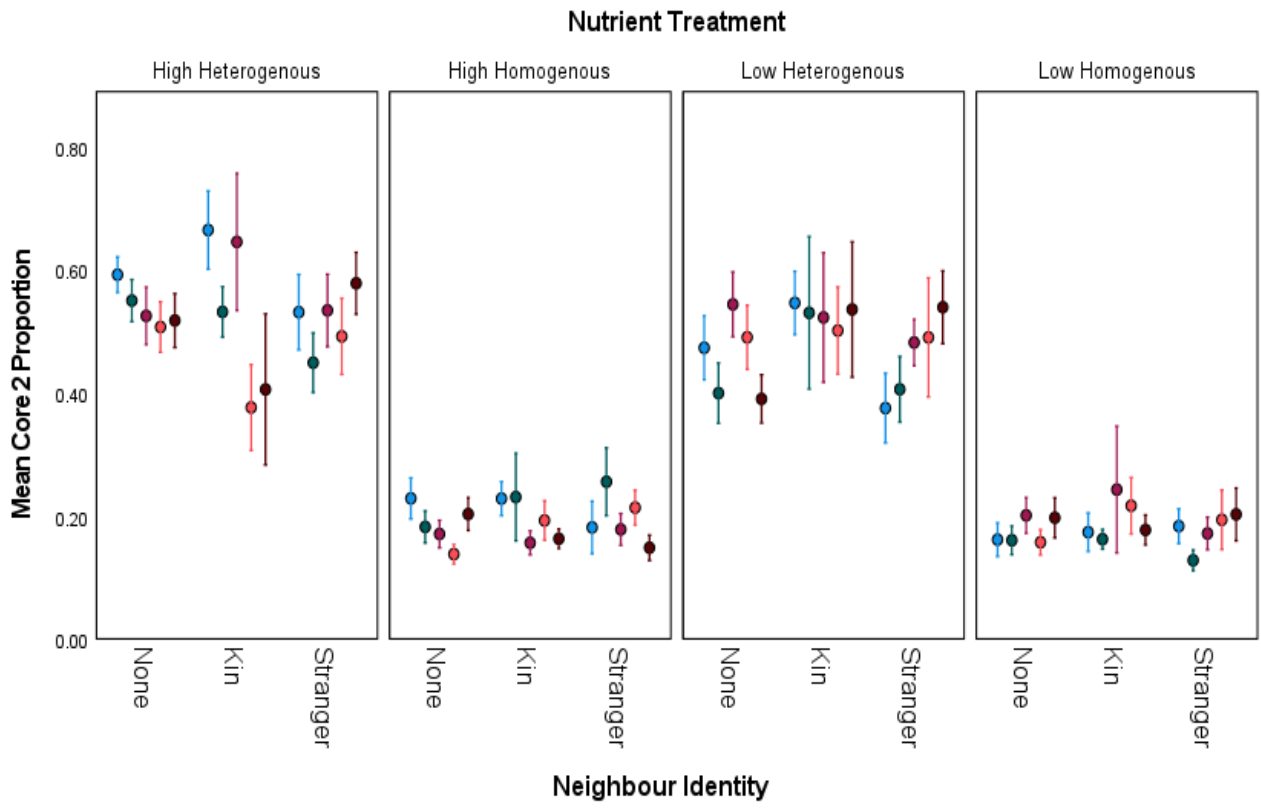 Nutrient Treatment
High Heterogenous
High Homogenous
Low Heterogenous
Low Homogenous
Mean Core 2 Proportion
0.80
0.60
0.40
0.20
0.00
None
Kin
Stranger
None
Kin
Stranger
None
Kin
Stranger
None
Kin
Stranger
Neighbour Identity